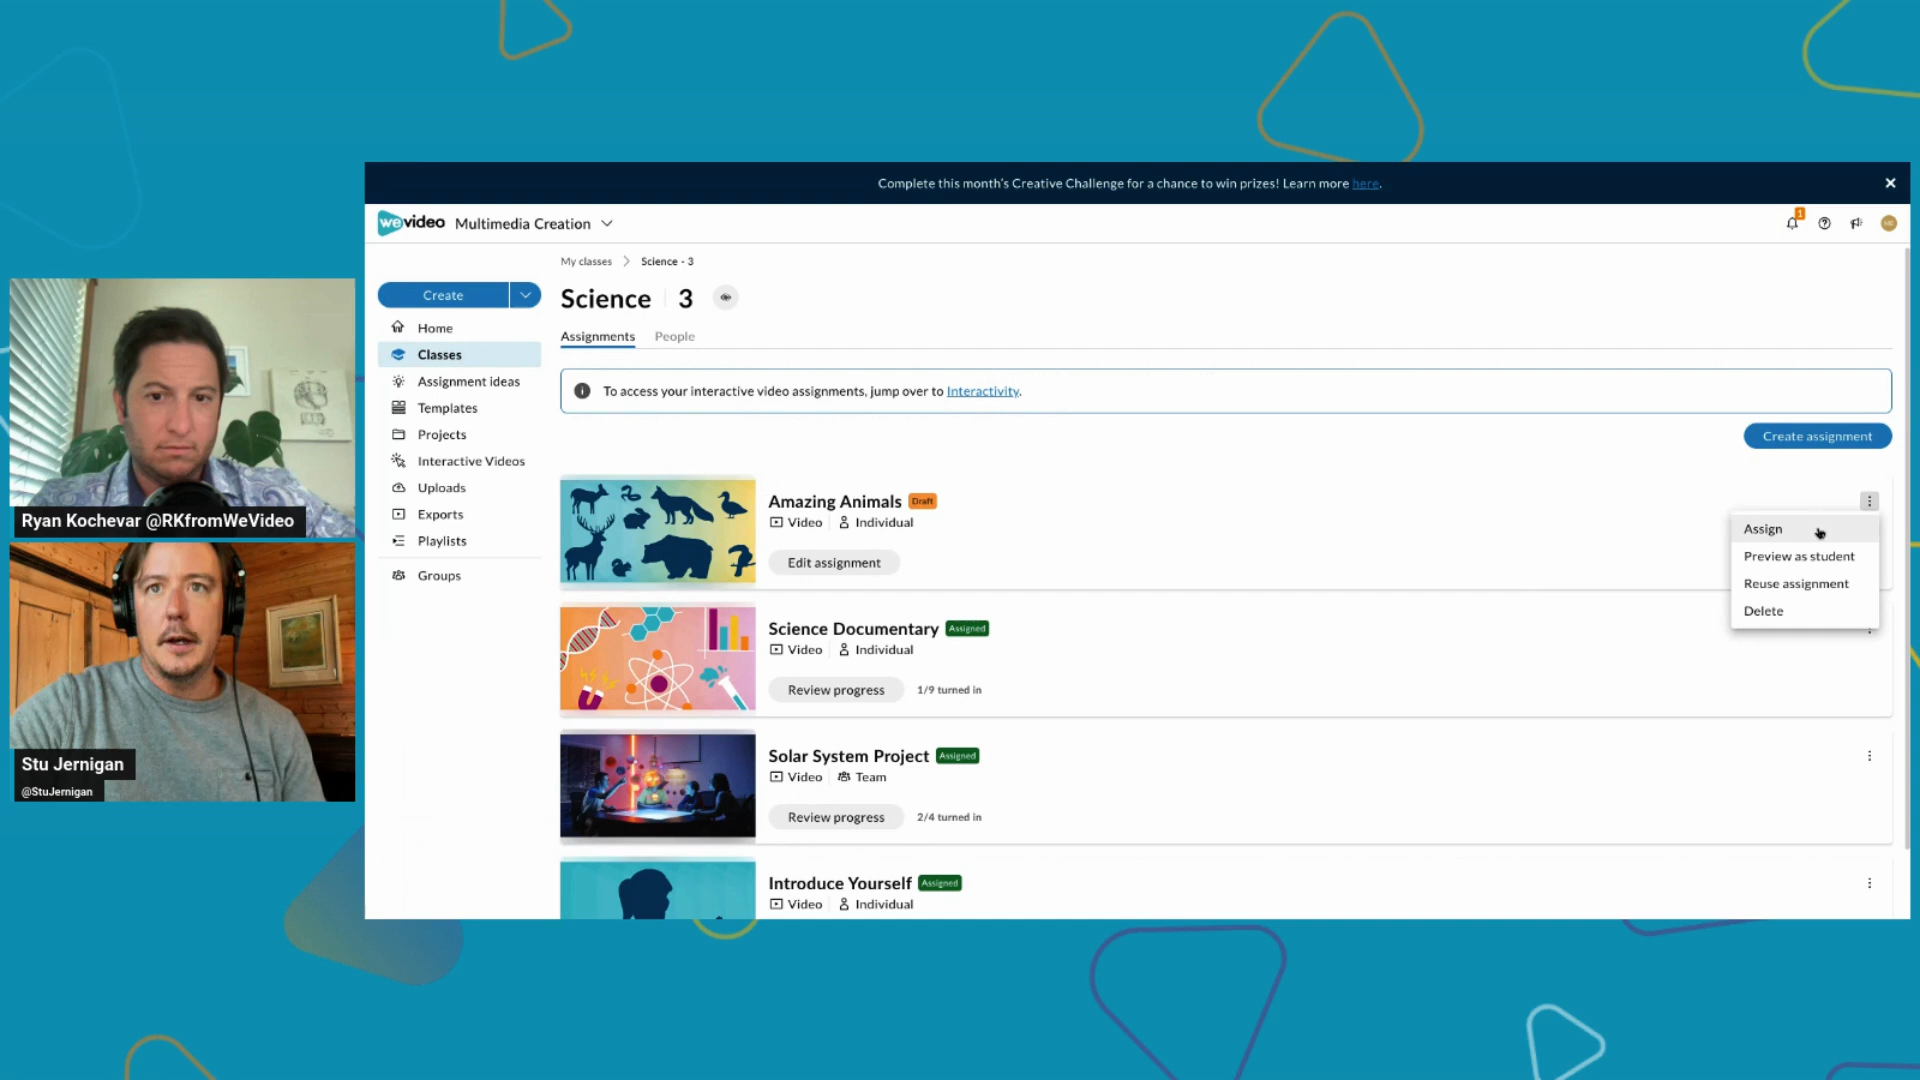 Complete this month's Creative Challenge for a chance to win prizes! Learn more here.
wevideo Multimedia Creation
1
My classes > Science - 3
Create
Science 3
Home
Assignments People
Classes
Assignment ideas
To access your interactive video assignments, jump over to Interactivity.
Templates
Projects
Create assignment
Interactive Videos
Uploads
Exports
Playlists
Groups
Amazing Animals Draft
Video Individual
Edit assignment
Assign
Preview as student
Reuse assignment
Delete
Science Documentary Assigned
Video Individual
Review progress 1/9 turned in
Solar System Project Assigned
Video Team
Review progress 2/4 turned in
Introduce Yourself Assigned
Video Individual
Ryan Kochevar @RKfromWeVideo
Stu Jernigan
@StuJernigan